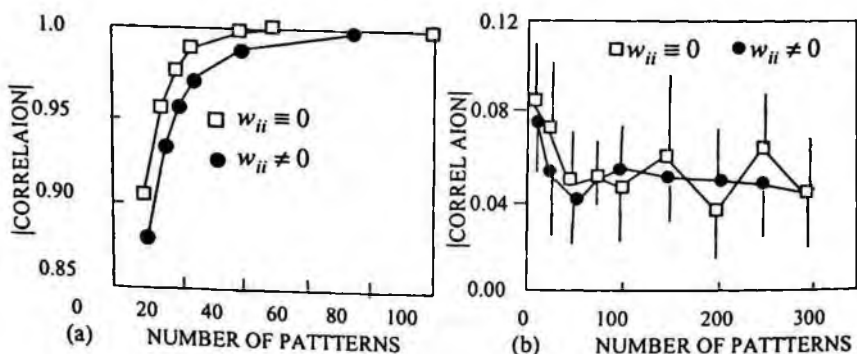 |CORRELAION|
1.0
0.95
0.90
0.85
□ w_ii ≡ 0
● w_ii ≠ 0
0 20 40 60 80 100
(a) NUMBER OF PATTTERNS
|CORREL AION|
0.12
0.08
0.04
0.00
□ w_ii ≡ 0 ● w_ii ≠ 0
0 100 200 300
(b) NUMBER OF PATTTERNS